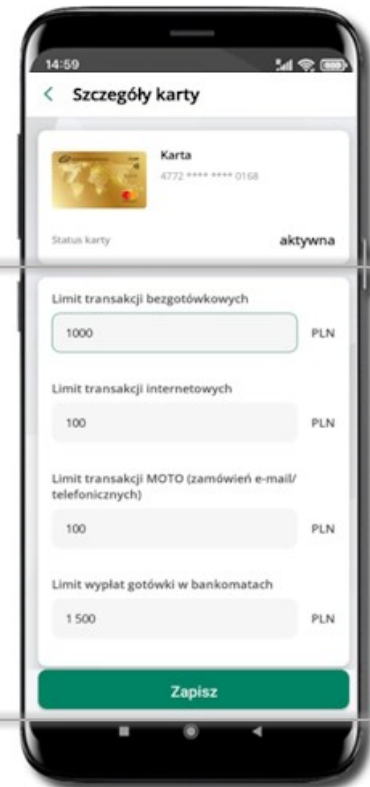 14:59
Szczegóły karty
Karta
4772 **** **** 0168
Status karty
aktywna
Limit transakcji bezgotówkowych
1000
PLN
Limit transakcji internetowych
100
PLN
Limit transakcji MOTO (zamówień e-mail/
telefonicznych)
100
PLN
Limit wypłat gotówki w bankomatach
1 500
PLN
Zapisz